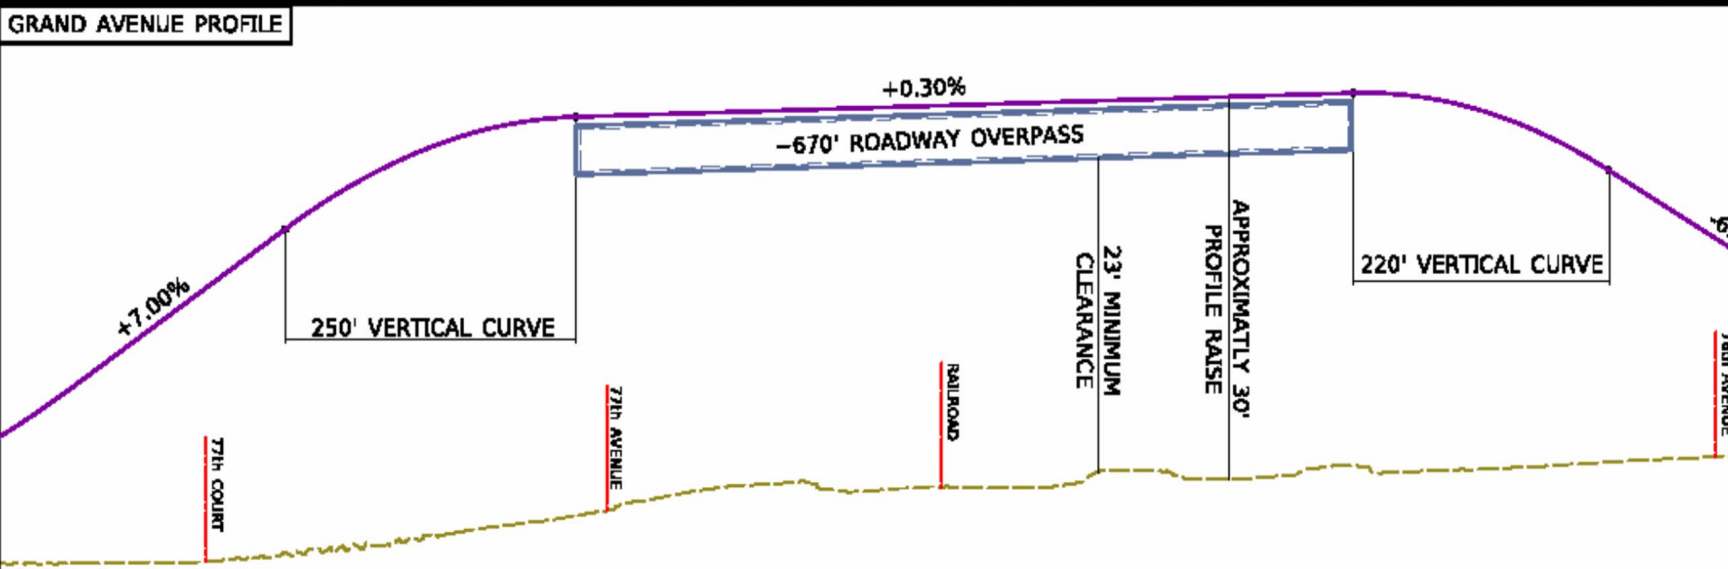 GRAND AVENUE PROFILE
+0.30%
~670' ROADWAY OVERPASS
+7.00%
250' VERTICAL CURVE
23' MINIMUM
CLEARANCE
APPROXIMATLY 30'
PROFILE RAISE
220' VERTICAL CURVE
77th COURT
77th AVENUE
RAILROAD
AVENUE